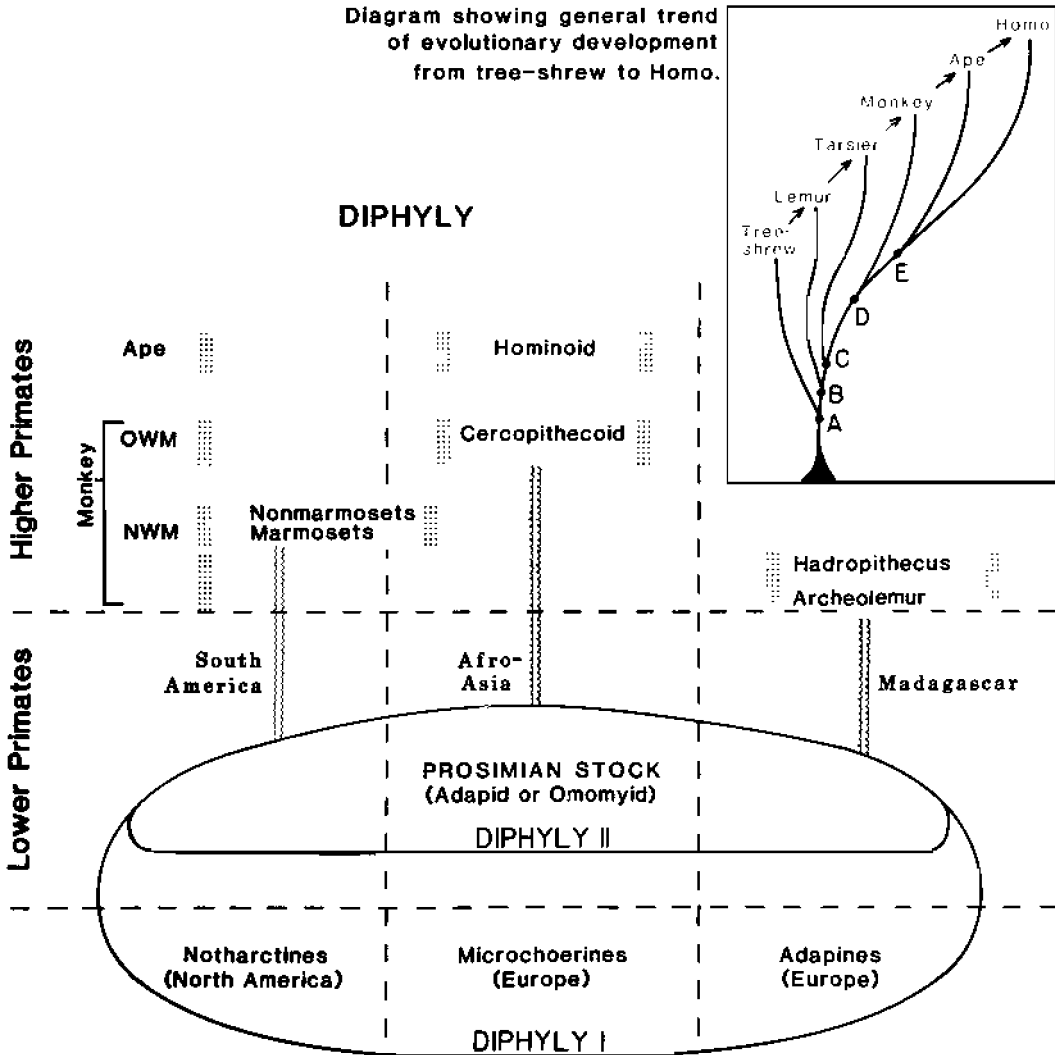 Diagram showing general trend
of evolutionary development
from tree-shrew to Homo.
Homo
Ape
Monkey
Tarsier
Lemur
Tree-
shrew
E
D
C
B
A
DIPHYLY
Higher Primates
Ape
Hominoid
Monkey
OWM
Cercopithecoid
NWM
Nonmarmosets
Marmosets
Hadropithecus
Archeolemur
Lower Primates
South
America
Afro-
Asia
Madagascar
PROSIMIAN STOCK
(Adapid or Omomyid)
DIPHYLY II
Notharctines
(North America)
Microchoerines
(Europe)
Adapines
(Europe)
DIPHYLY I